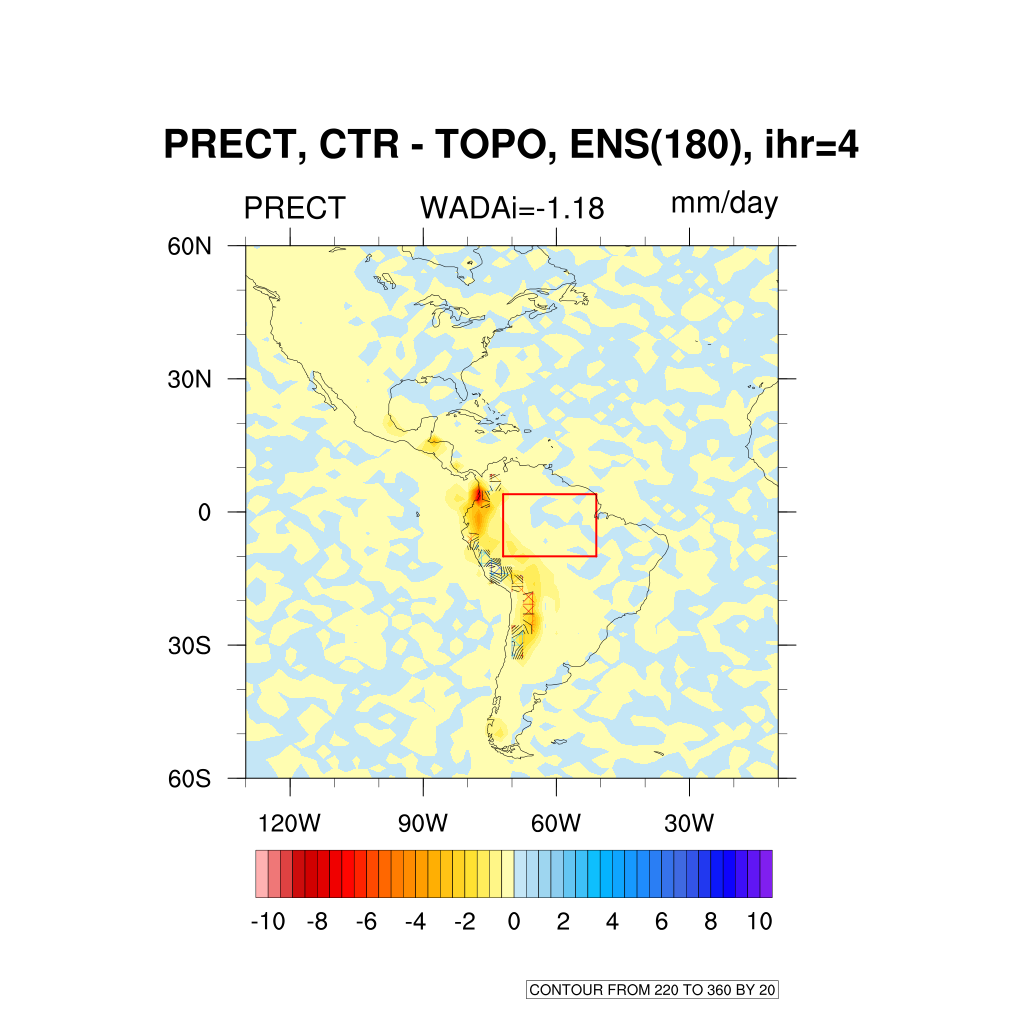 PRECT, CTR - TOPO, ENS(180), ihr=4
PRECT WADAi=-1.18 mm/day
60N
30N
0
30S
60S
120W 90W 60W 30W
-10 -8 -6 -4 -2 0 2 4 6 8 10
CONTOUR FROM 220 TO 360 BY 20